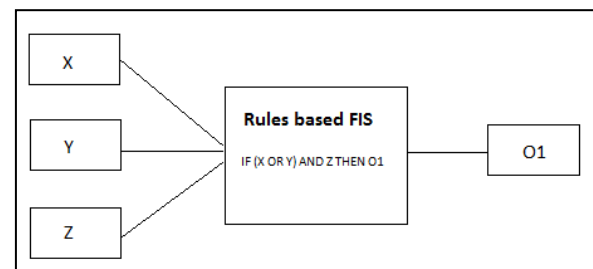 X
Y
Z
Rules based FIS
IF (X OR Y) AND Z THEN O1
O1